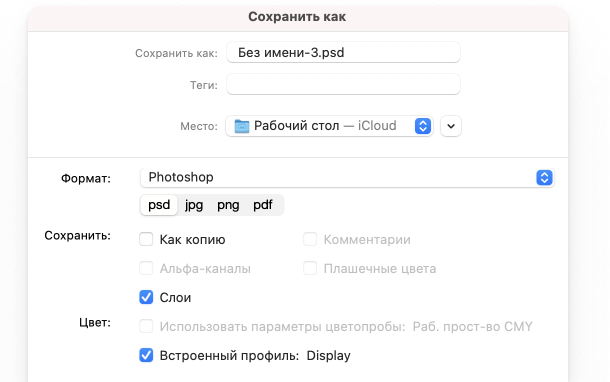 Сохранить как
Сохранить как: Без имени-3.psd
Теги:
Место: Рабочий стол — iCloud
Формат: Photoshop
psd jpg png pdf
Сохранить: Как копию Комментарии
Альфа-каналы Плашечные цвета
Слои
Цвет: Использовать параметры цветопробы: Раб. прост-во CMY
Встроенный профиль: Display